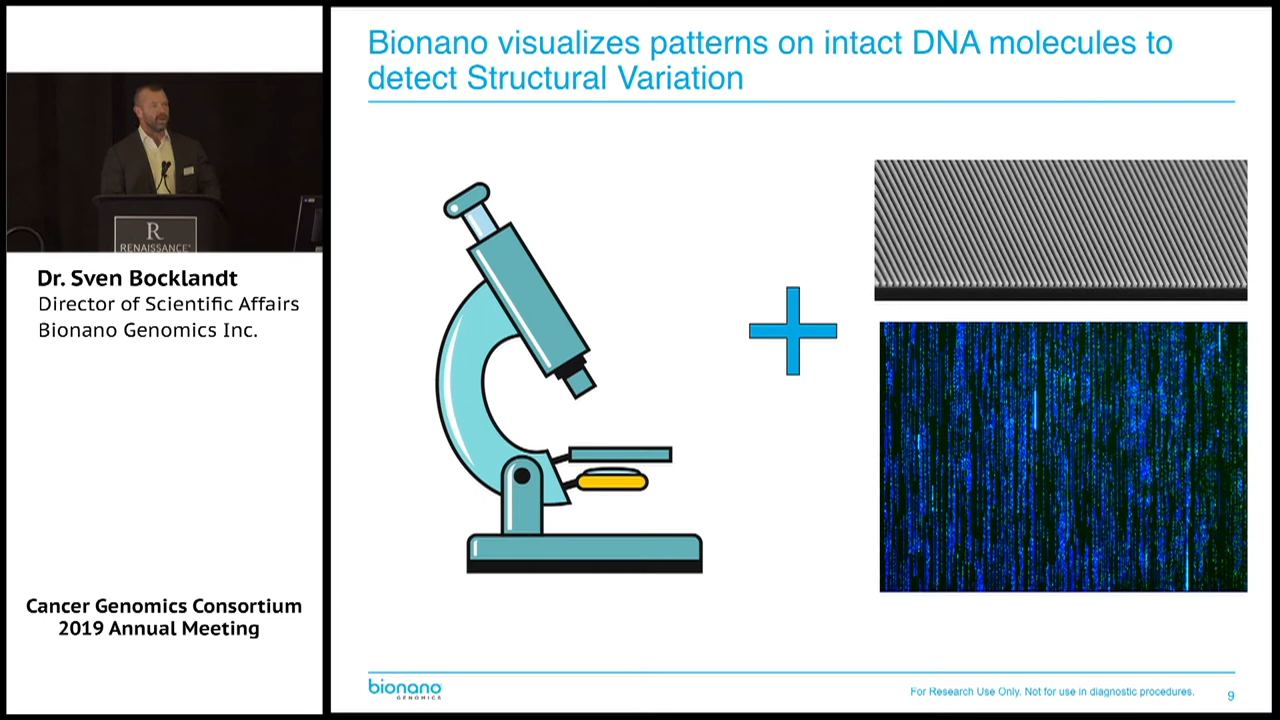 Bionano visualizes patterns on intact DNA molecules to
detect Structural Variation
R
RENAISSANCE
Dr. Sven Bocklandt
Director of Scientific Affairs
Bionano Genomics Inc.
Cancer Genomics Consortium
2019 Annual Meeting
bionano
GENOMICS
For Research Use Only. Not for use in diagnostic procedures.
9